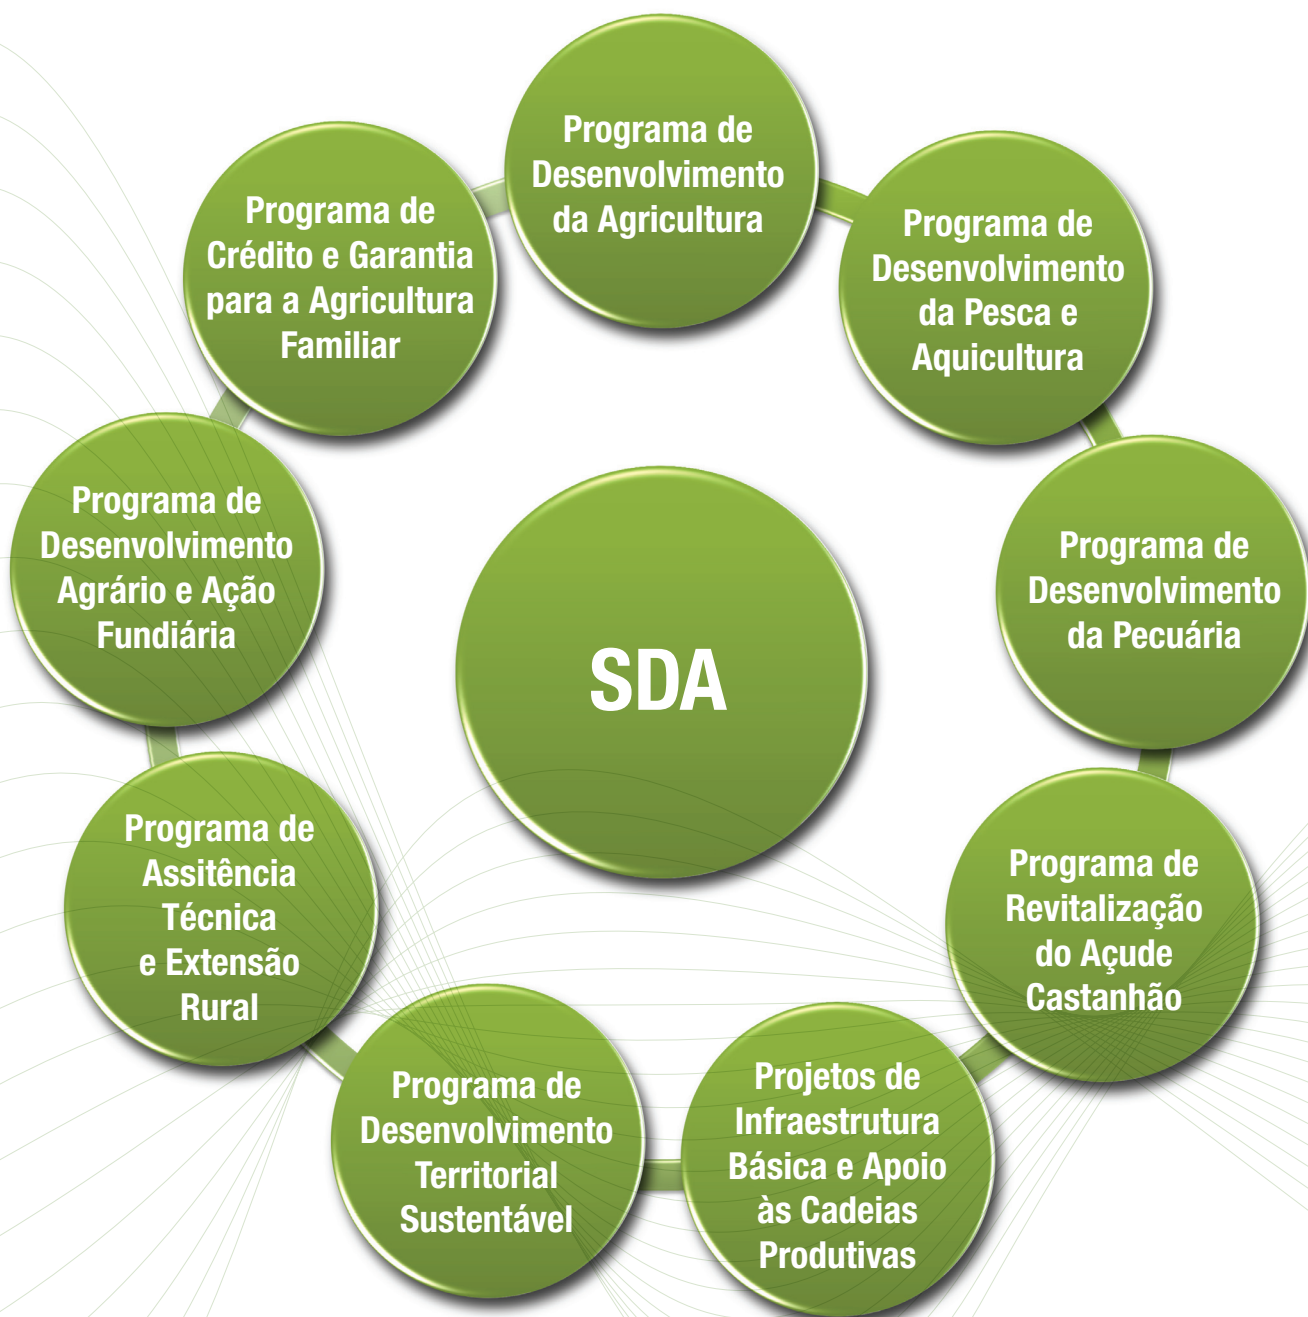 Programa de
Desenvolvimento
da Agricultura
Programa de
Desenvolvimento
da Pesca e
Aquicultura
Programa de
Desenvolvimento
da Pecuária
Programa de
Revitalização
do Açude
Castanhão
Projetos de
Infraestrutura
Básica e Apoio
às Cadeias
Produtivas
Programa de
Desenvolvimento
Territorial
Sustentável
Programa de
Assitência
Técnica
e Extensão
Rural
Programa de
Desenvolvimento
Agrário e Ação
Fundiária
Programa de
Crédito e Garantia
para a Agricultura
Familiar
SDA